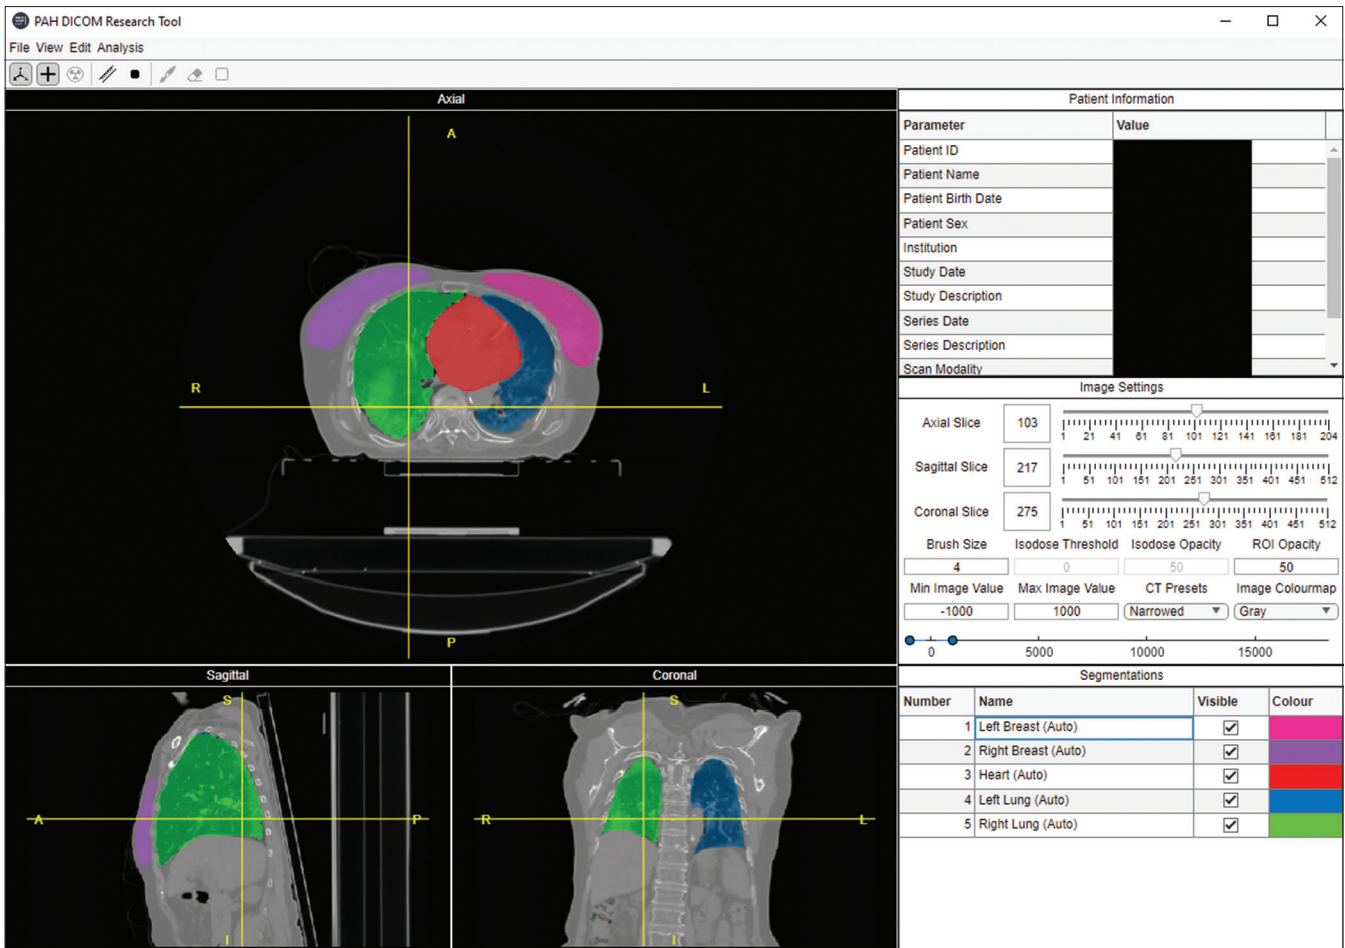 PAH DICOM Research Tool
File View Edit Analysis
Axial
A
R
L
P
Sagittal
S
A
P
I
Coronal
S
R
L
I
Patient Information
Parameter Value
Patient ID
Patient Name
Patient Birth Date
Patient Sex
Institution
Study Date
Study Description
Series Date
Series Description
Scan Modality
Image Settings
Axial Slice 103
1 21 41 61 81 101 121 141 161 181 204
Sagittal Slice 217
1 51 101 151 201 251 301 351 401 451 512
Coronal Slice 275
1 51 101 151 201 251 301 351 401 451 512
Brush Size Isodose Threshold Isodose Opacity ROI Opacity
4 0 50 50
Min Image Value Max Image Value CT Presets Image Colourmap
-1000 1000 Narrowed Gray
0 5000 10000 15000
Segmentations
Number Name Visible Colour
1 Left Breast (Auto)
2 Right Breast (Auto)
3 Heart (Auto)
4 Left Lung (Auto)
5 Right Lung (Auto)